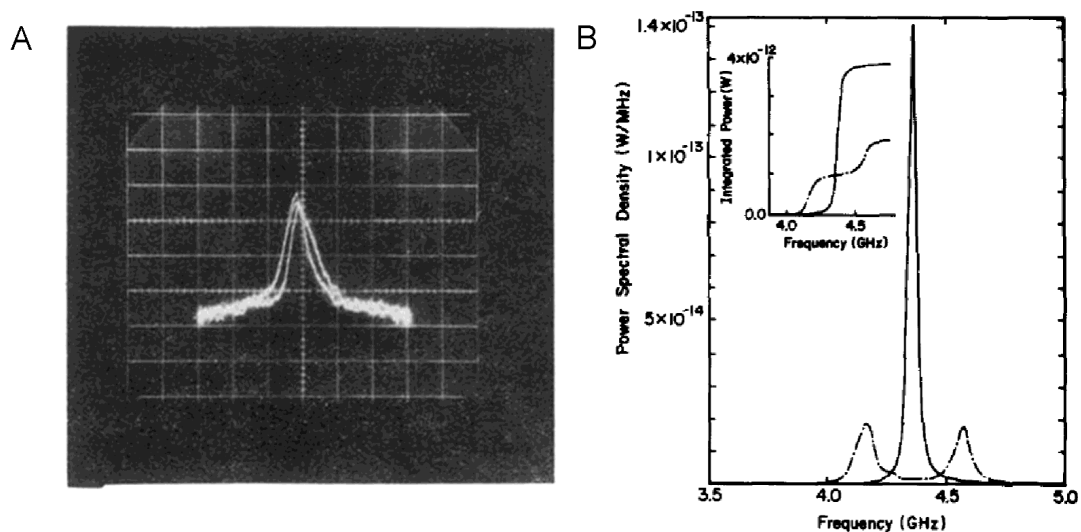 A
B
1.4×10⁻¹³
1×10⁻¹³
5×10⁻¹⁴
Power Spectral Density (W/MHz)
4×10⁻¹²
0.0
Integrated Power (W)
4.0
4.5
Frequency (GHz)
3.5
4.0
4.5
5.0
Frequency (GHz)